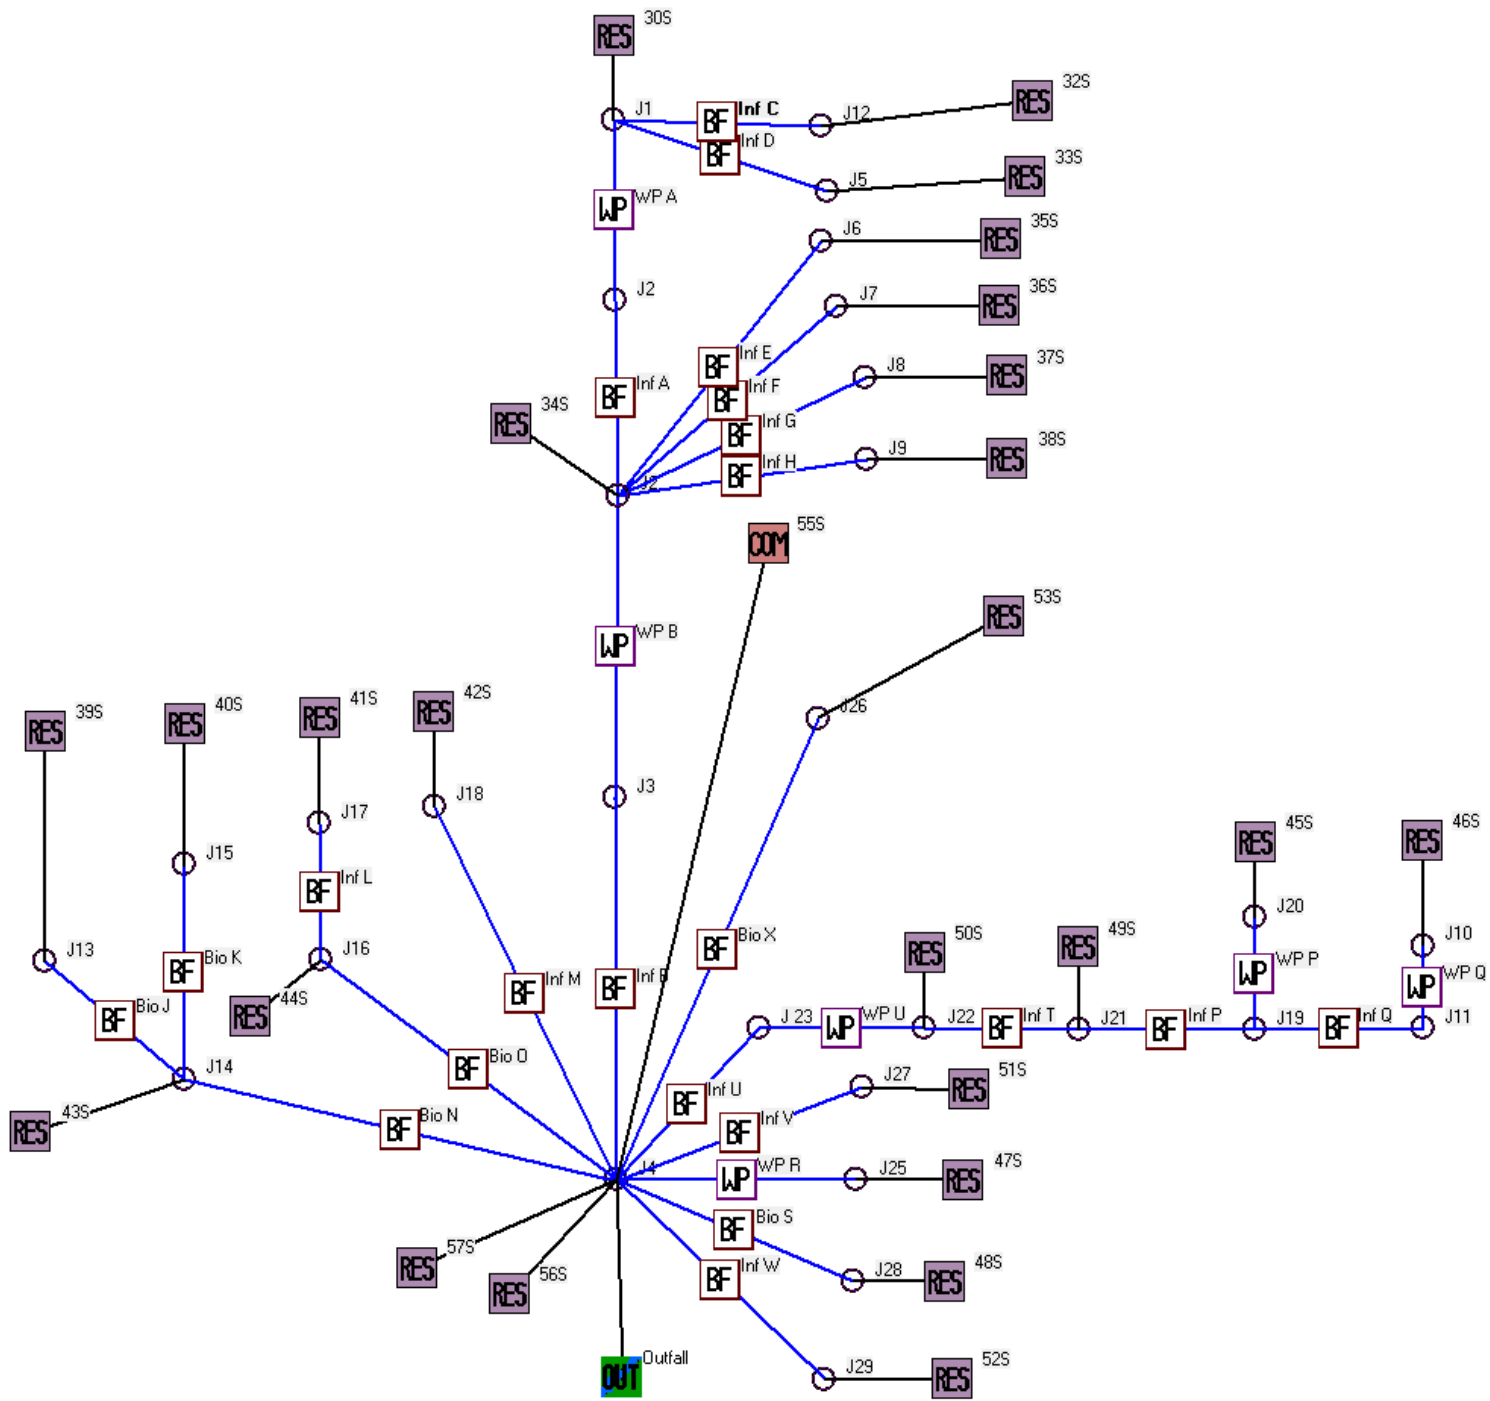 30S
RES
32S
RES
J1
BF
Inf C
J12
BF
Inf D
33S
RES
J5
WP
WP A
35S
RES
J6
J2
36S
RES
J7
BF
Inf E
37S
RES
J8
BF
Inf A
BF
Inf F
34S
RES
BF
Inf G
38S
RES
J9
BF
Inf H
J2
55S
COM
53S
RES
WP
WP B
39S
RES
40S
RES
41S
RES
42S
RES
J26
J3
J18
J17
J15
45S
RES
46S
RES
BF
Inf L
J20
J13
BF
Bio K
J16
BF
Inf M
BF
Inf B
BF
Bio X
50S
RES
49S
RES
J10
WP
WP P
WP
WP Q
44S
RES
BF
Bio J
J 23
WP
WP U
J22
BF
Inf T
J21
BF
Inf P
J19
BF
Inf Q
J11
J14
BF
Bio O
BF
Inf U
J27
51S
RES
43S
RES
BF
Bio N
BF
Inf V
J4
WP
WP R
J25
47S
RES
BF
Bio S
57S
RES
56S
RES
BF
Inf W
J28
48S
RES
OUT
Outfall
J29
52S
RES